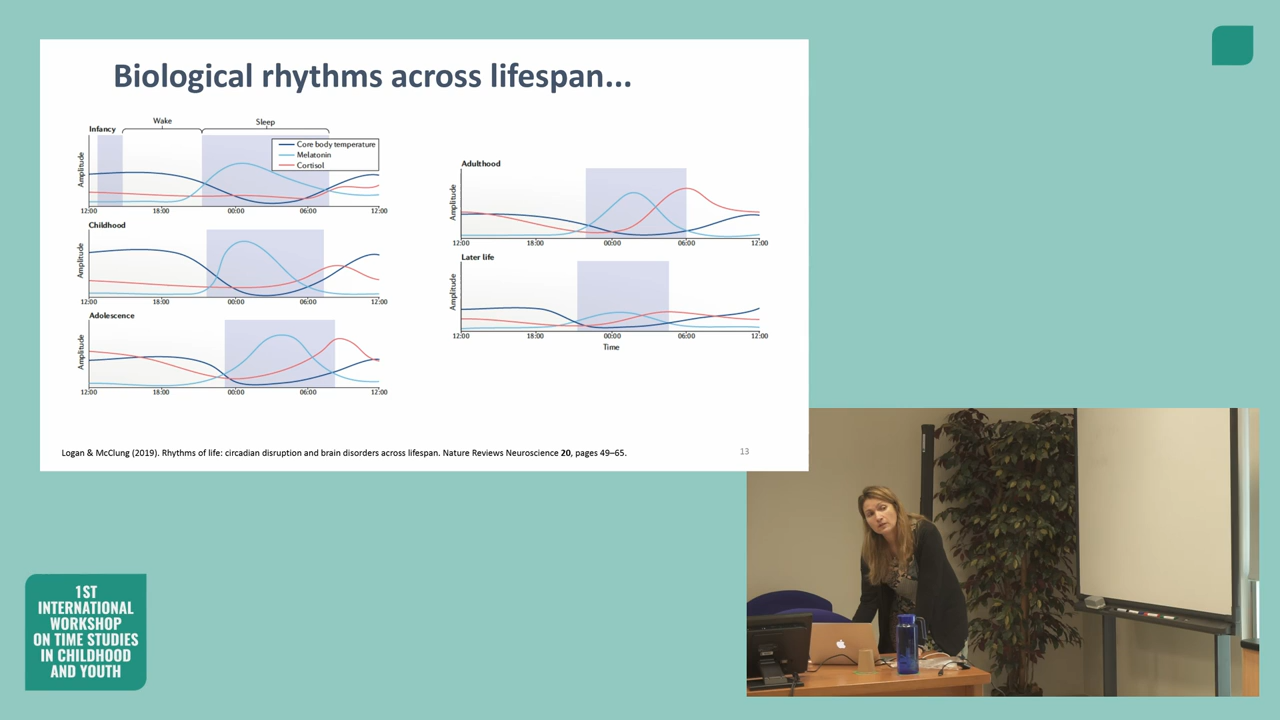 Biological rhythms across lifespan...
Wake
Sleep
Infancy
Core body temperature
Melatonin
Cortisol
Amplitude
12:00 18:00 00:00 06:00 12:00
Childhood
Amplitude
12:00 18:00 00:00 06:00 12:00
Adolescence
Amplitude
12:00 18:00 00:00 06:00 12:00
Adulthood
Amplitude
12:00 18:00 00:00 06:00 12:00
Later life
Amplitude
12:00 18:00 00:00 06:00 12:00
Time
Logan & McClung (2019). Rhythms of life: circadian disruption and brain disorders across lifespan. Nature Reviews Neuroscience 20, pages 49–65.
13
1ST
INTERNATIONAL
WORKSHOP
ON TIME STUDIES
IN CHILDHOOD
AND YOUTH